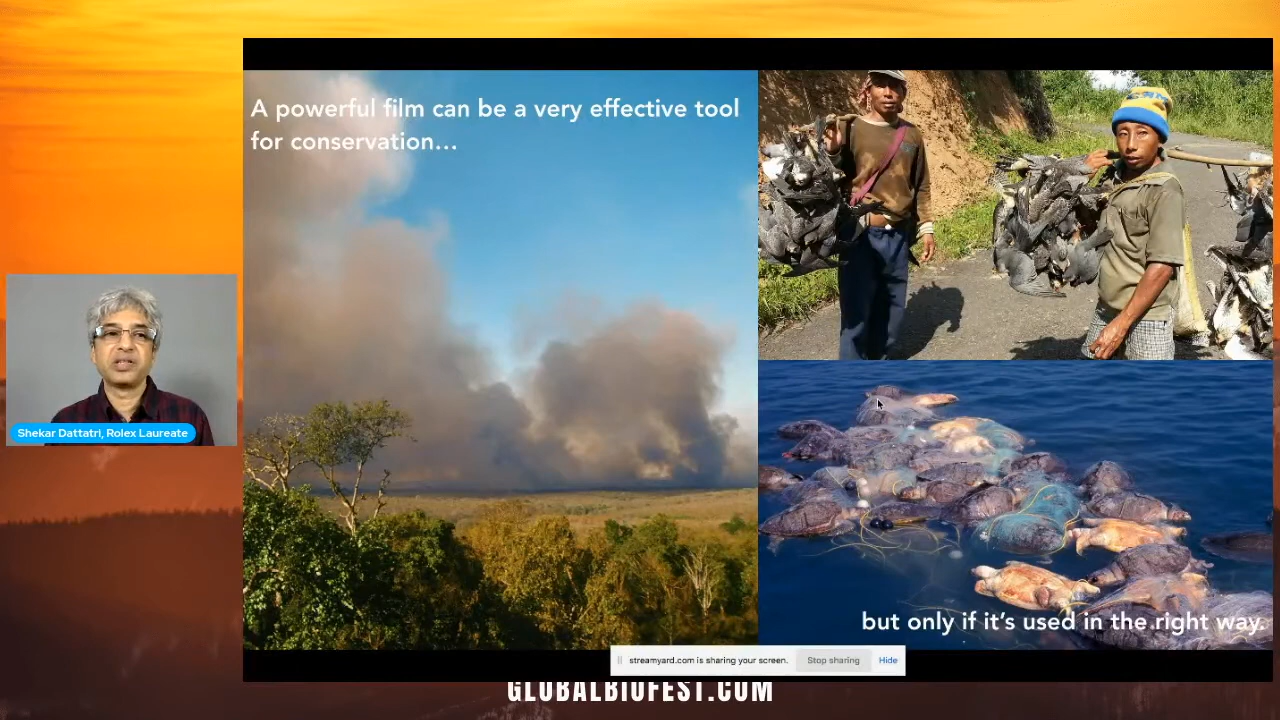 A powerful film can be a very effective tool
for conservation...
but only if it's used in the right way.
Shekar Dattatri, Rolex Laureate
streamyard.com is sharing your screen. Stop sharing Hide
GLOBALBIOFEST.COM